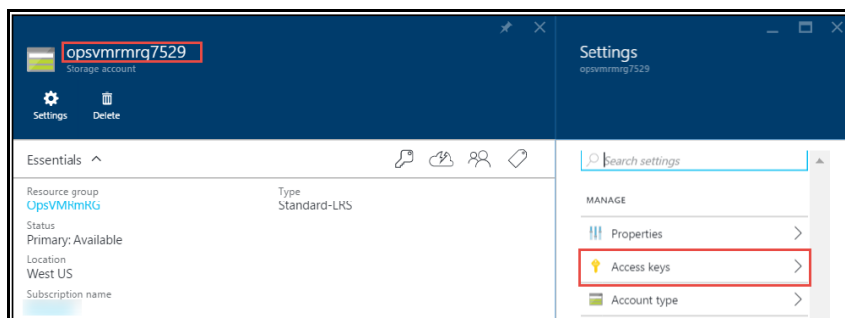 opsvmrmrq7529
Storage account
Settings
Delete
Essentials
Resource group
OpsVMRmRG
Type
Standard-LRS
Status
Primary: Available
Location
West US
Subscription name
Settings
opsvmrmrg7529
Search settings
MANAGE
Properties
Access keys
Account type